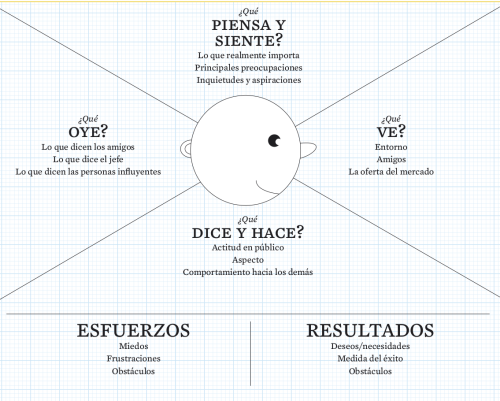 ¿Qué
PIENSA Y
SIENTE?
Lo que realmente importa
Principales preocupaciones
Inquietudes y aspiraciones
¿Qué
OYE?
Lo que dicen los amigos
Lo que dice el jefe
Lo que dicen las personas influyentes
¿Qué
VE?
Entorno
Amigos
La oferta del mercado
¿Qué
DICE Y HACE?
Actitud en público
Aspecto
Comportamiento hacia los demás
ESFUERZOS
Miedos
Frustraciones
Obstáculos
RESULTADOS
Deseos/necesidades
Medida del éxito
Obstáculos